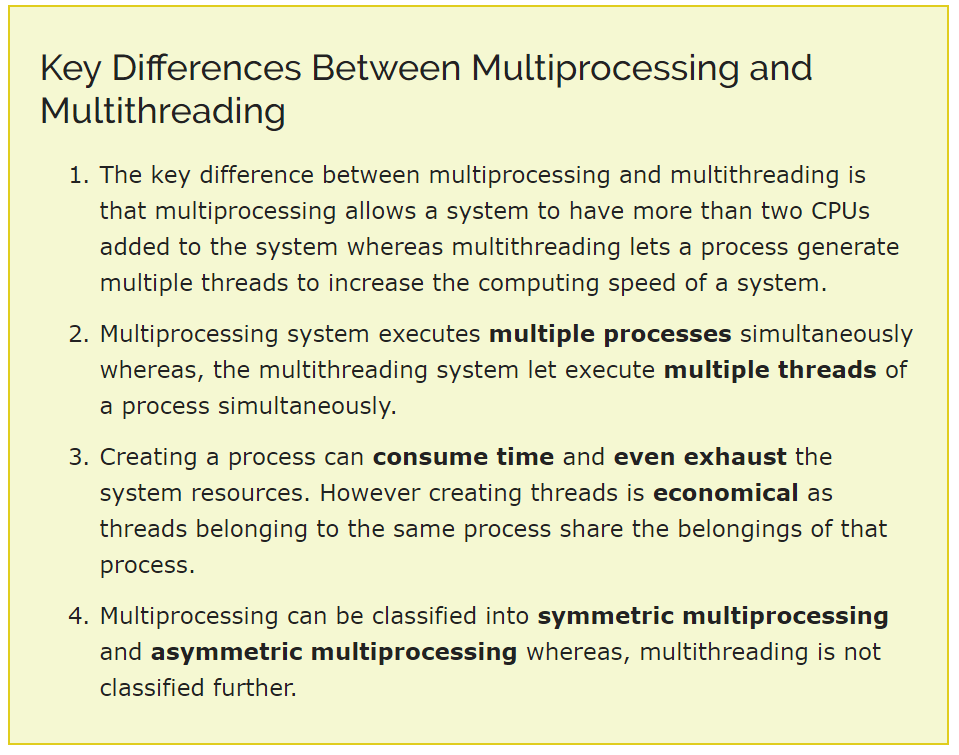 Key Differences Between Multiprocessing and
Multithreading
1. The key difference between multiprocessing and multithreading is
that multiprocessing allows a system to have more than two CPUs
added to the system whereas multithreading lets a process generate
multiple threads to increase the computing speed of a system.
2. Multiprocessing system executes multiple processes simultaneously
whereas, the multithreading system let execute multiple threads of
a process simultaneously.
3. Creating a process can consume time and even exhaust the
system resources. However creating threads is economical as
threads belonging to the same process share the belongings of that
process.
4. Multiprocessing can be classified into symmetric multiprocessing
and asymmetric multiprocessing whereas, multithreading is not
classified further.